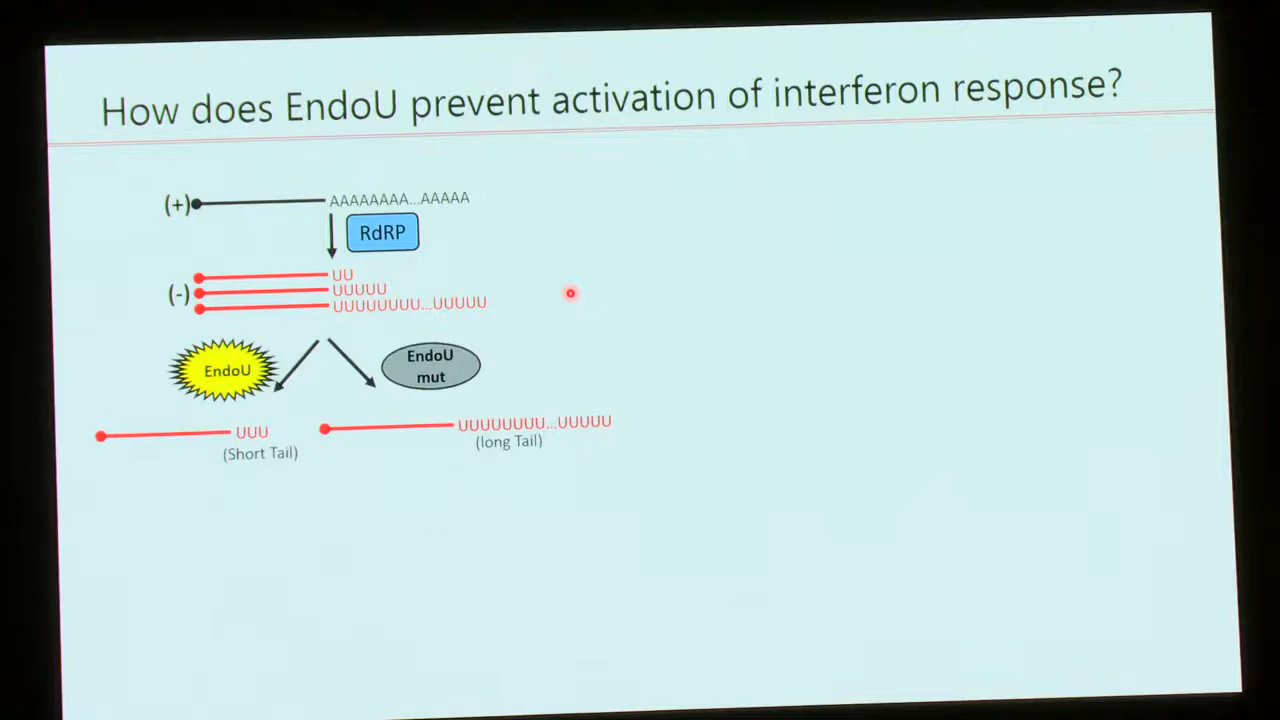 How does EndoU prevent activation of interferon response?
(+)
AAAAAAAA...AAAAA
RdRP
(-)
UU
UUUUU
UUUUUUUU...UUUUU
EndoU
EndoU
mut
UUU
(Short Tail)
UUUUUUUU...UUUUU
(long Tail)